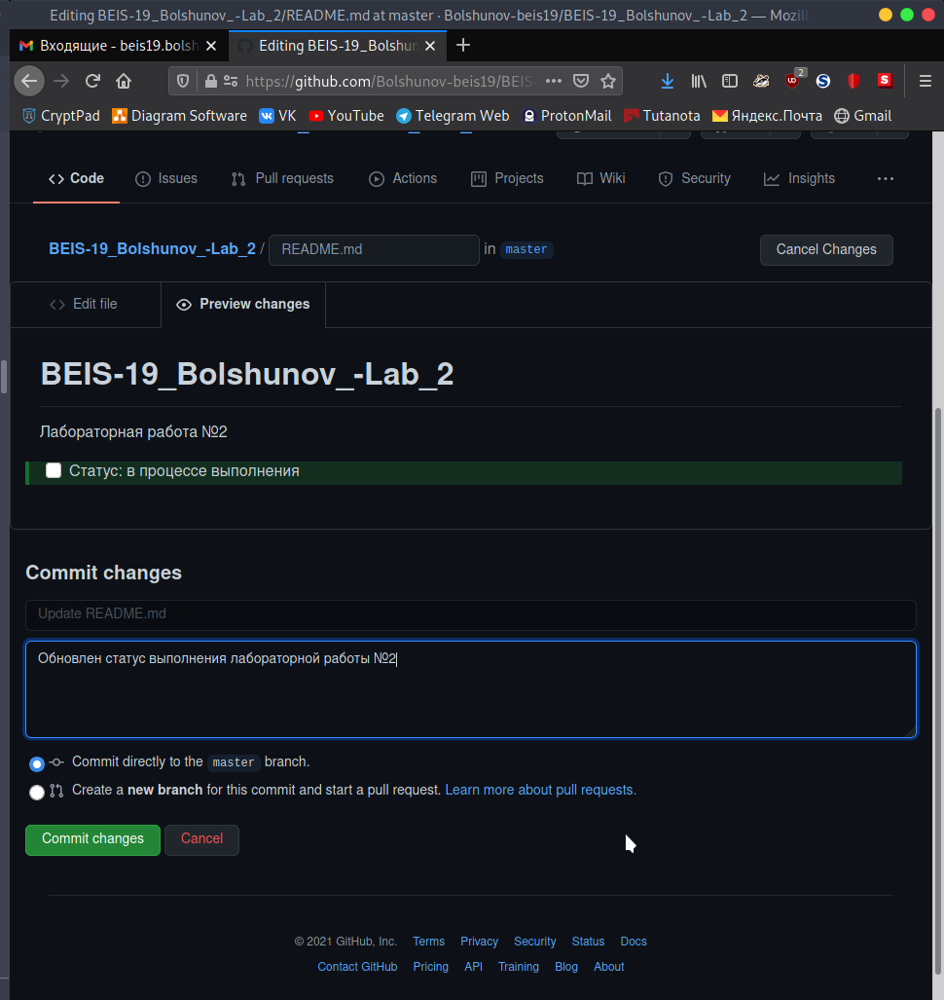 Editing BEIS-19_Bolshunov_-Lab_2/README.md at master · Bolshunov-beis19/BEIS-19_Bolshunov_-Lab_2 — Mozill
Входящие - beis19.bolsh
Editing BEIS-19_Bolshun
https://github.com/Bolshunov-beis19/BEIS
2
CryptPad Diagram Software VK YouTube Telegram Web ProtonMail Tutanota Яндекс.Почта Gmail
Code Issues Pull requests Actions Projects Wiki Security Insights
BEIS-19_Bolshunov_-Lab_2 / README.md in master Cancel Changes
Edit file Preview changes
BEIS-19_Bolshunov_-Lab_2
Лабораторная работа №2
Статус: в процессе выполнения
Commit changes
Update README.md
Обновлен статус выполнения лабораторной работы №2
Commit directly to the master branch.
Create a new branch for this commit and start a pull request. Learn more about pull requests.
Commit changes Cancel
© 2021 GitHub, Inc. Terms Privacy Security Status Docs
Contact GitHub Pricing API Training Blog About